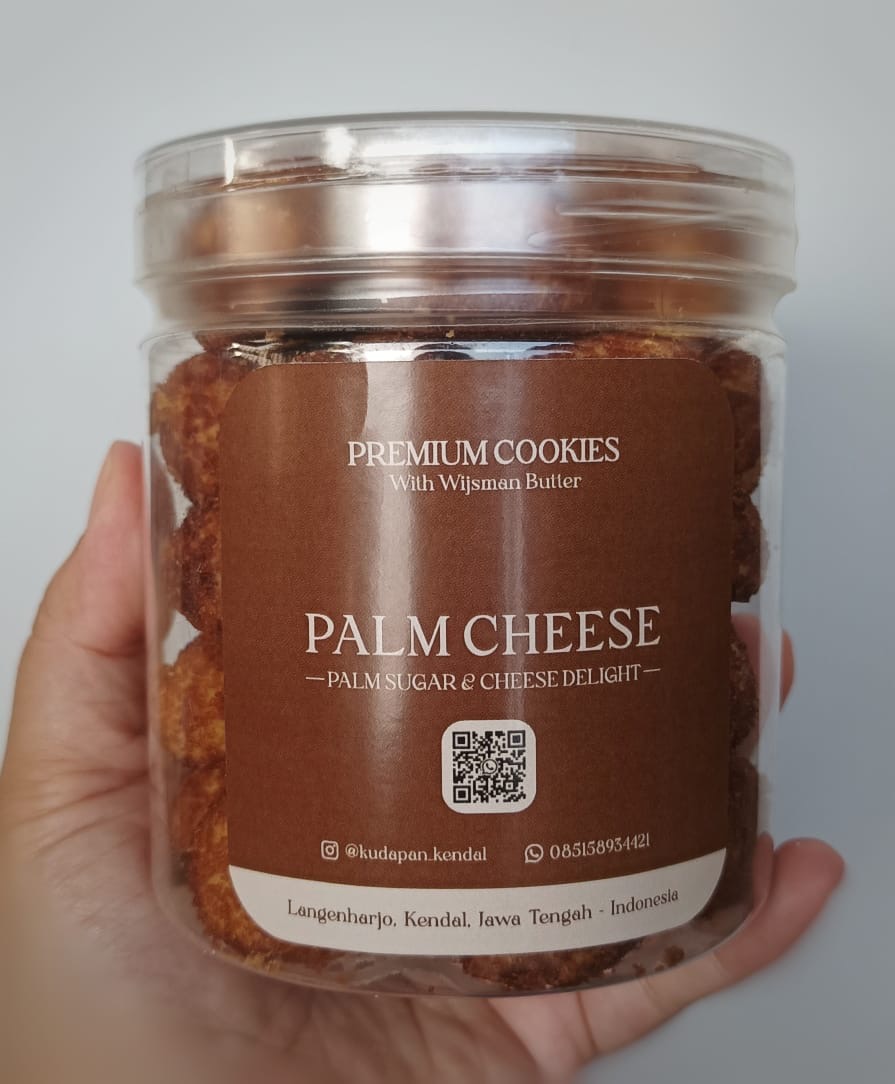 PREMIUM COOKIES
With Wijsman Butter
PALM CHEESE
—PALM SUGAR & CHEESE DELIGHT—
@kudapan_kendal 085158934421
Langenharjo, Kendal, Jawa Tengah - Indonesia